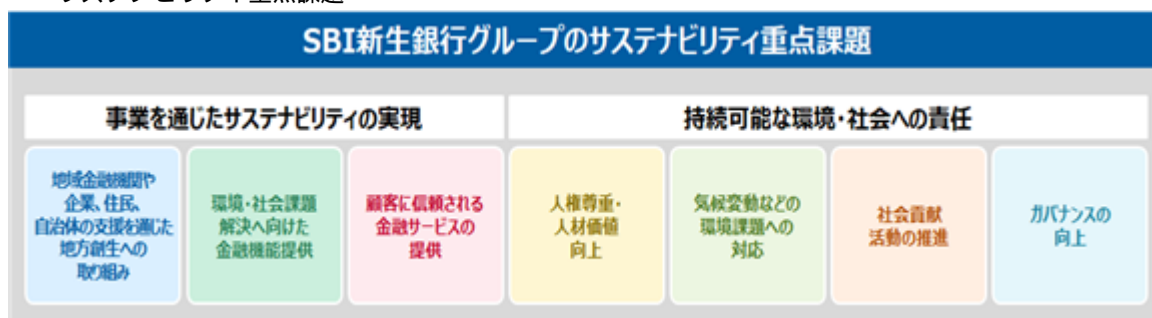 SBI新生銀行グループのサステナビリティ重点課題
事業を通じたサステナビリティの実現
持続可能な環境・社会への責任
地域金融機関や
企業、住民、
自治体の支援を通じた
地方創生への
取り組み
環境・社会課題
解決へ向けた
金融機能提供
顧客に信頼される
金融サービスの
提供
人権尊重・
人材価値
向上
気候変動などの
環境課題への
対応
社会貢献
活動の推進
ガバナンスの
向上